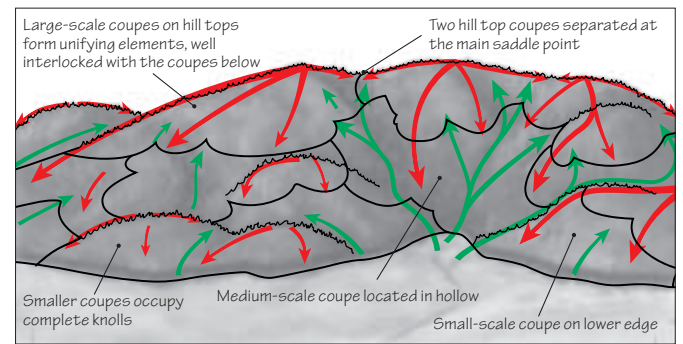 Large-scale coupes on hill tops
form unifying elements, well
interlocked with the coupes below
Two hill top coupes separated at
the main saddle point
Smaller coupes occupy
complete knolls
Medium-scale coupe located in hollow
Small-scale coupe on lower edge